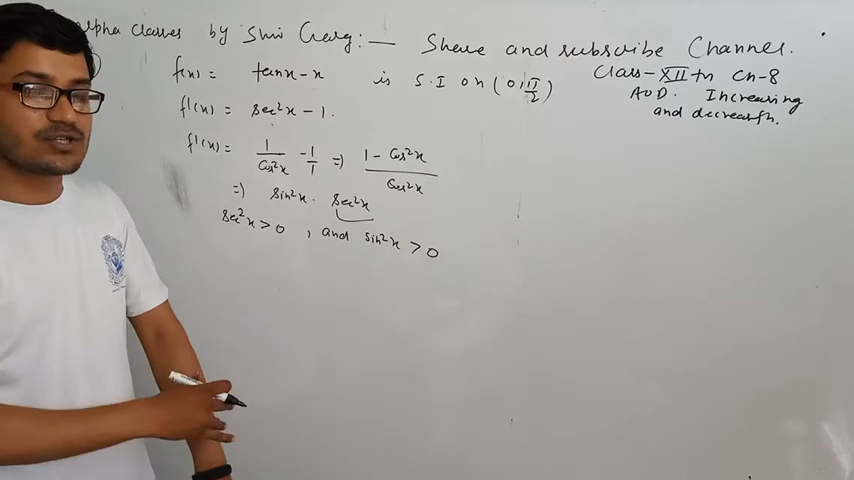 alpha classes by Shiv Garg:— Share and subscribe Channel.
f(x) = tanx - x is S.I on (0, π/2)
Class-XII th Ch-8
AOD. Increasing
and decreasin.
f'(x) = sec²x - 1.
f'(x) = 1/cos²x - 1/1 => 1 - cos²x/cos²x
=) sin²x . sec²x
sec²x > 0 , and sin²x > 0